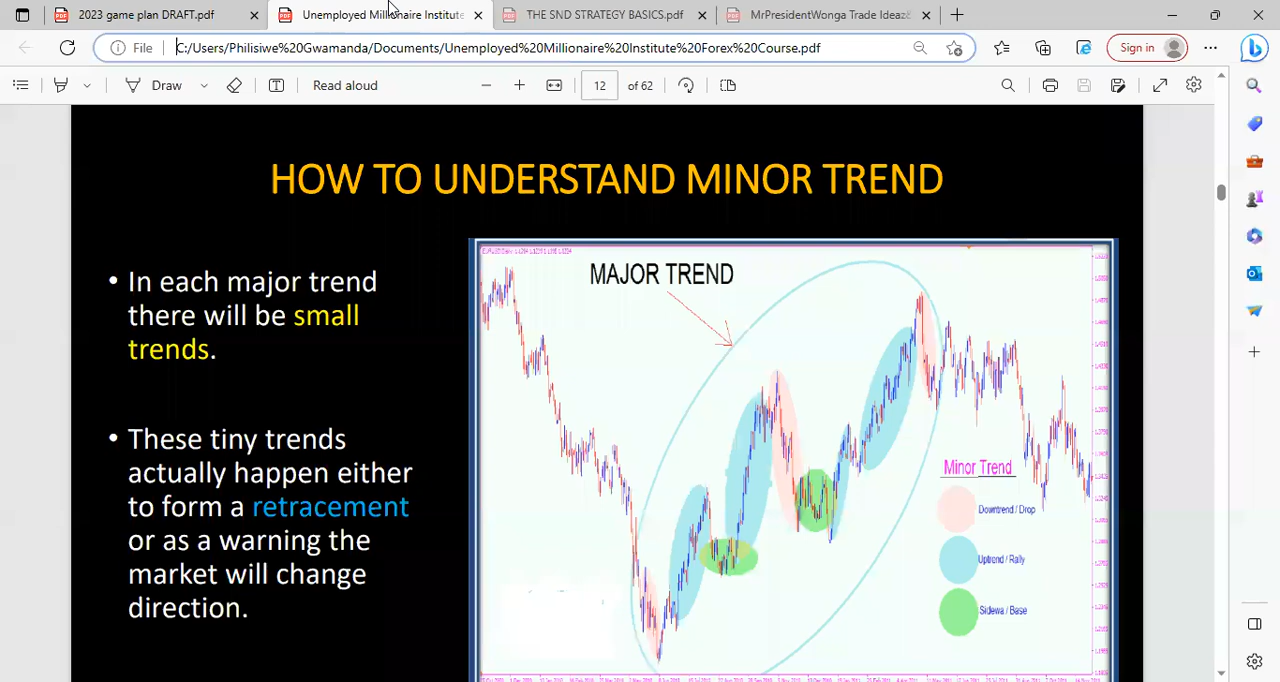 2023 game plan DRAFT.pdf
Unemployed Millionaire Institute
THE SND STRATEGY BASICS.pdf
MrPresidentWonga Trade Ideaz&
File
C:/Users/Philisiwe%20Gwamanda/Documents/Unemployed%20Millionaire%20Institute%20Forex%20Course.pdf
Sign in
Draw
Read aloud
12
of 62
HOW TO UNDERSTAND MINOR TREND
• In each major trend
there will be small
trends.
• These tiny trends
actually happen either
to form a retracement
or as a warning the
market will change
direction.
MAJOR TREND
Minor Trend
Downtrend / Drop
Uptrend / Rally
Sidewa / Base